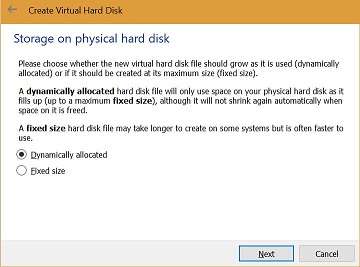 Create Virtual Hard Disk
Storage on physical hard disk
Please choose whether the new virtual hard disk file should grow as it is used (dynamically
allocated) or if it should be created at its maximum size (fixed size).
A dynamically allocated hard disk file will only use space on your physical hard disk as it
fills up (up to a maximum fixed size), although it will not shrink again automatically when
space on it is freed.
A fixed size hard disk file may take longer to create on some systems but is often faster to
use.
Dynamically allocated
Fixed size
Next Cancel